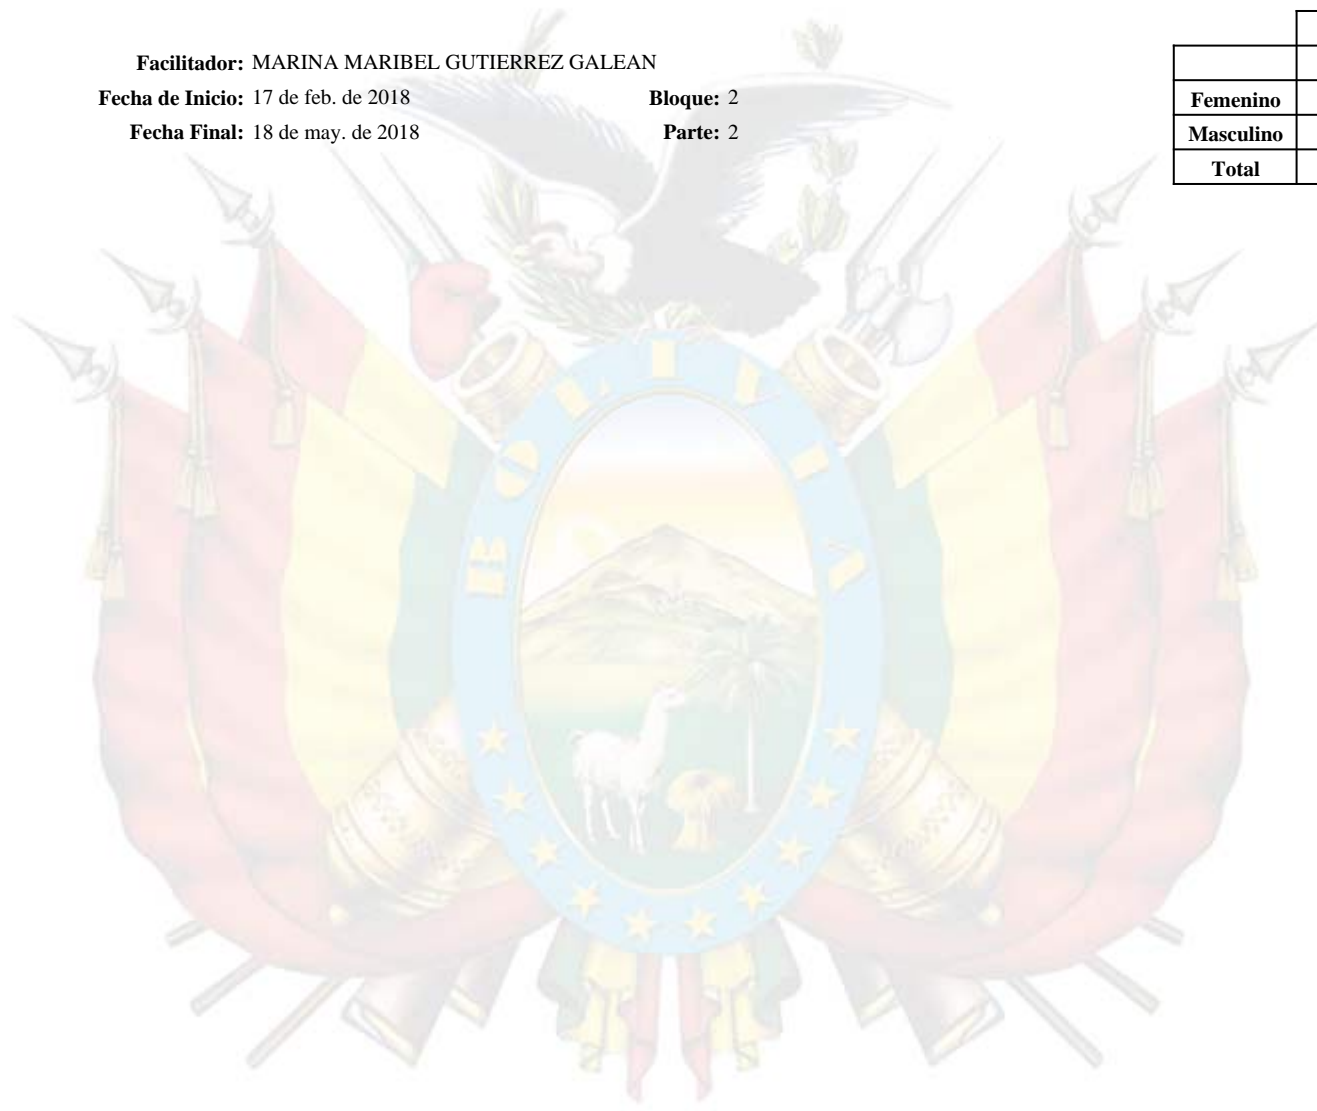 Facilitador: MARINA MARIBEL GUTIERREZ GALEAN
Fecha de Inicio: 17 de feb. de 2018 Bloque: 2
Fecha Final: 18 de may. de 2018 Parte: 2
Femenino
Masculino
Total
BOLIVIA